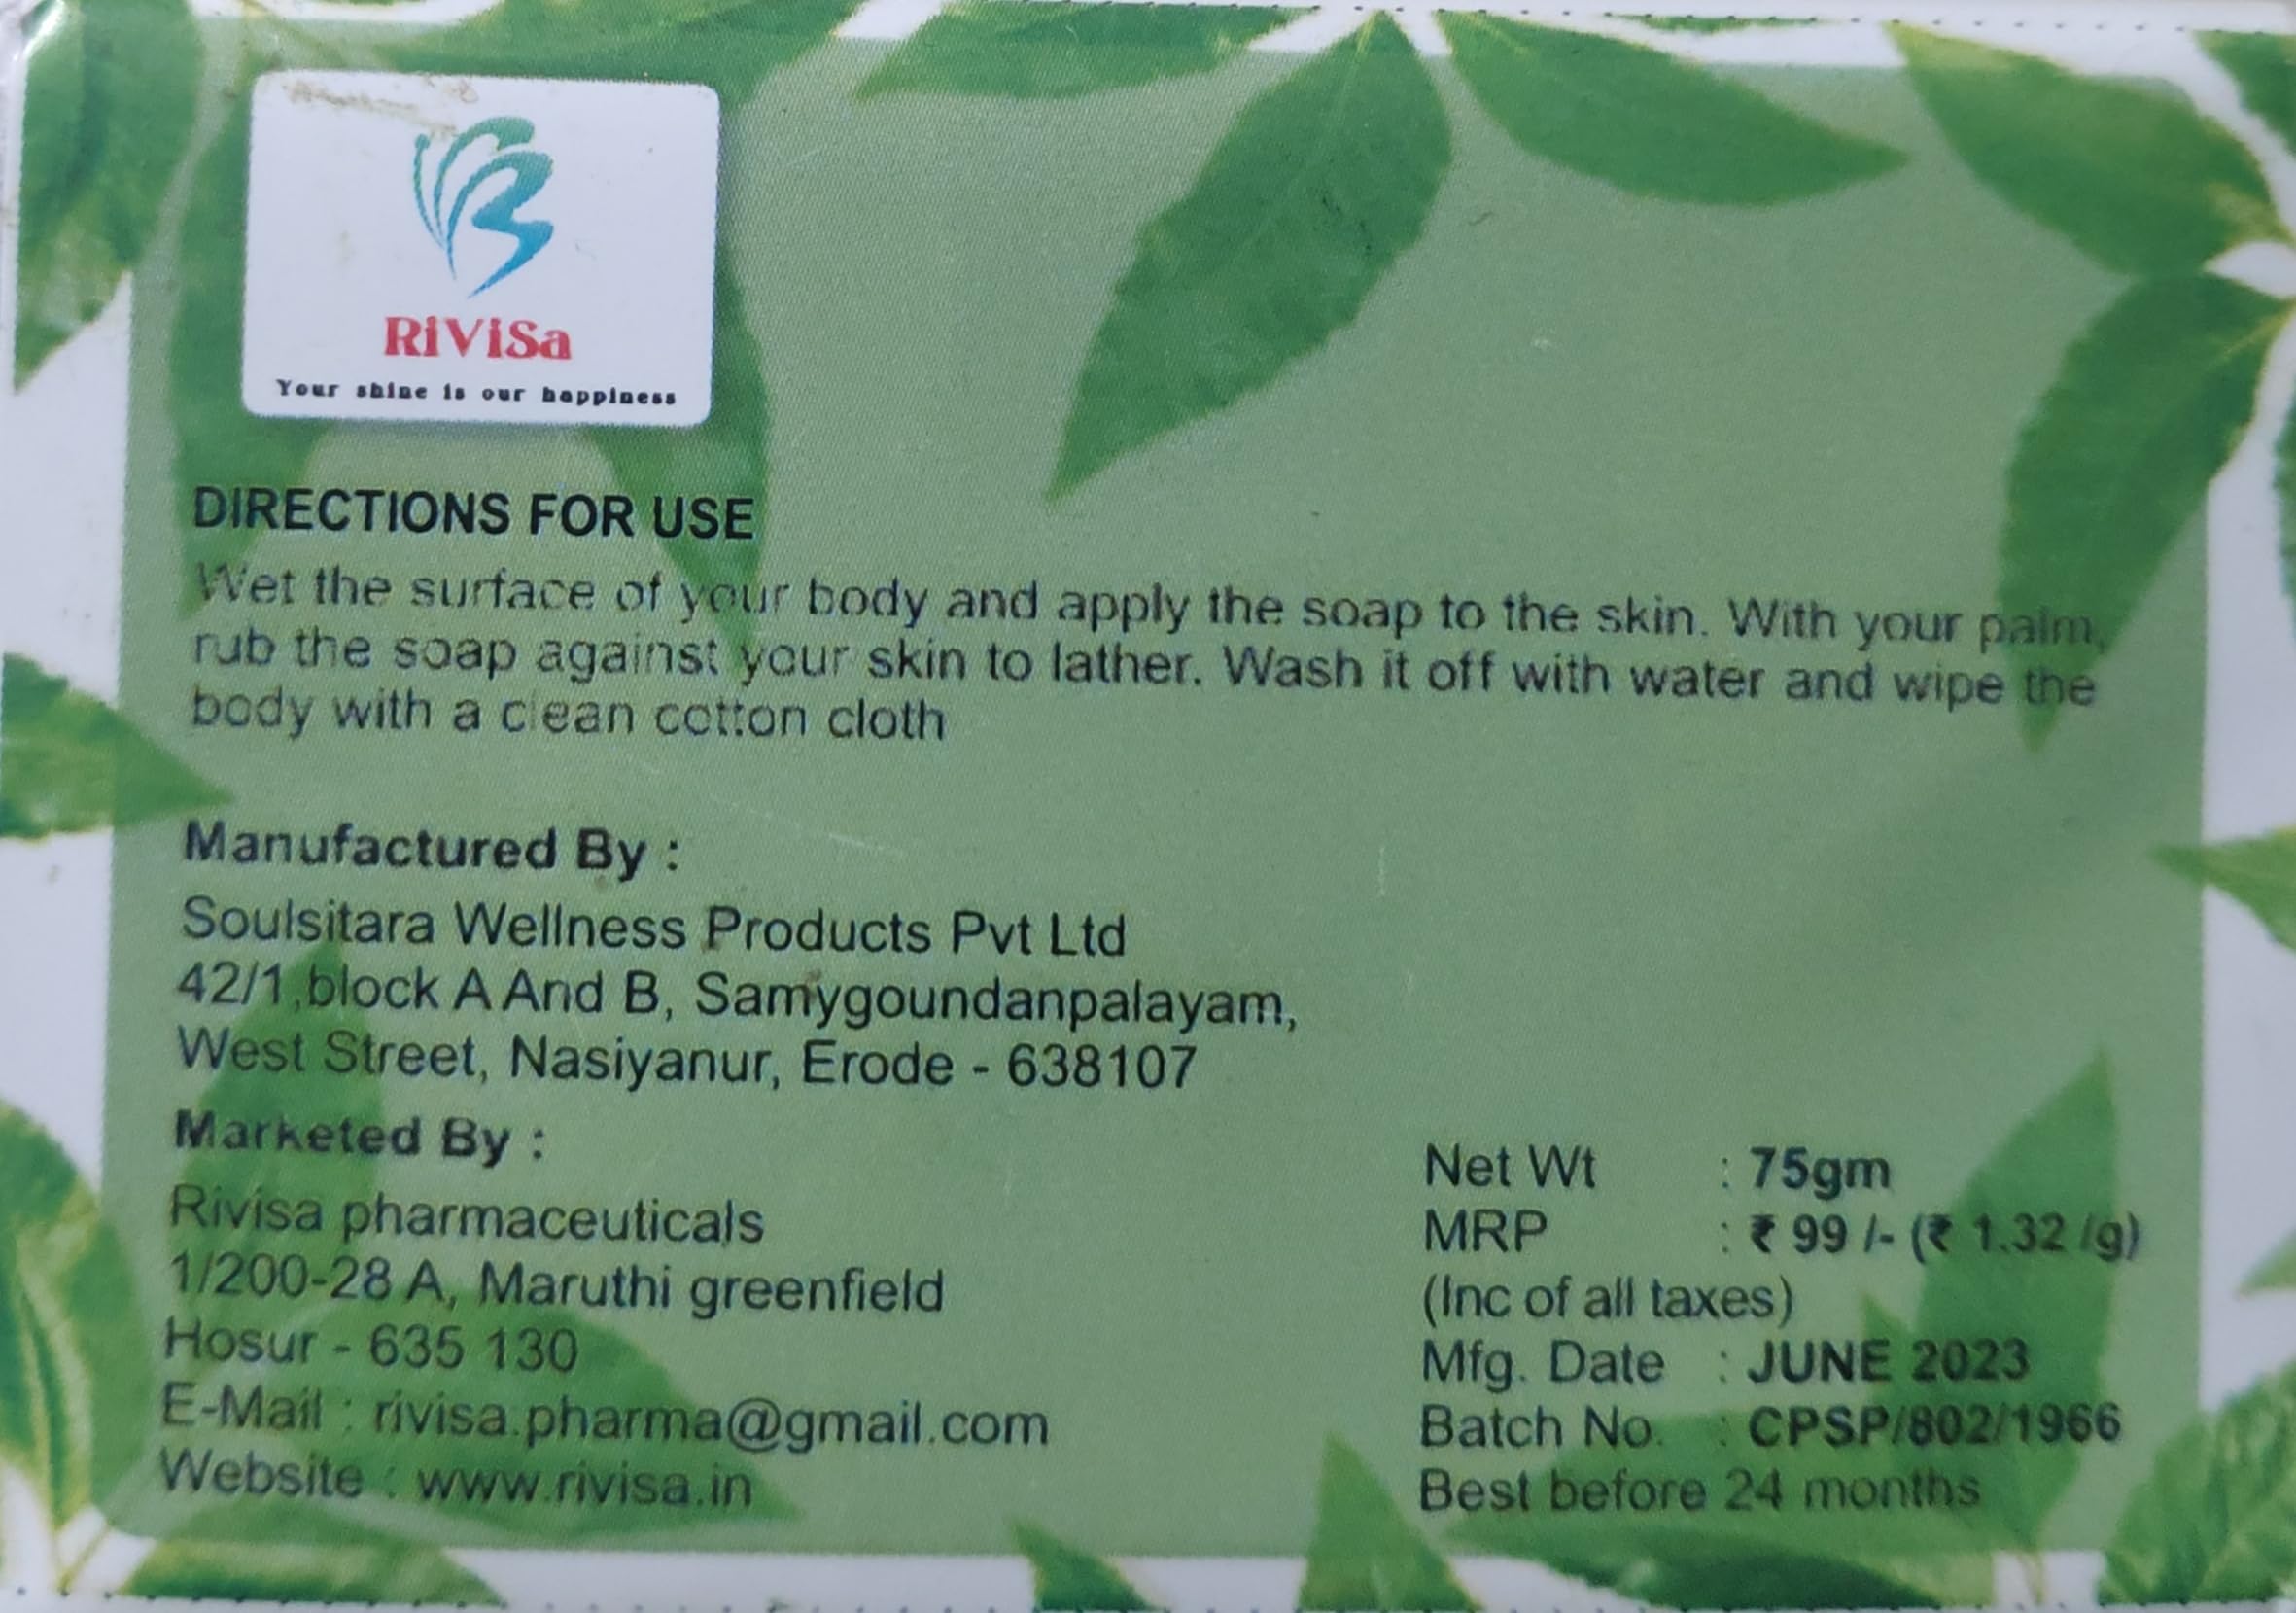 RiViSa
Your shine is our happiness
DIRECTIONS FOR USE
Wet the surface of your body and apply the soap to the skin. With your palm,
rub the soap against your skin to lather. Wash it off with water and wipe the
body with a clean cotton cloth
Manufactured By :
Soulsitara Wellness Products Pvt Ltd
42/1,block A And B, Samygoundanpalayam,
West Street, Nasiyanur, Erode - 638107
Marketed By :
Rivisa pharmaceuticals
1/200-28 A, Maruthi greenfield
Hosur - 635 130
E-Mail : rivisa.pharma@gmail.com
Website : www.rivisa.in
Net Wt : 75gm
MRP : ₹ 99 /- (₹ 1.32 /g)
(Inc of all taxes)
Mfg. Date : JUNE 2023
Batch No. : CPSP/802/1966
Best before 24 months